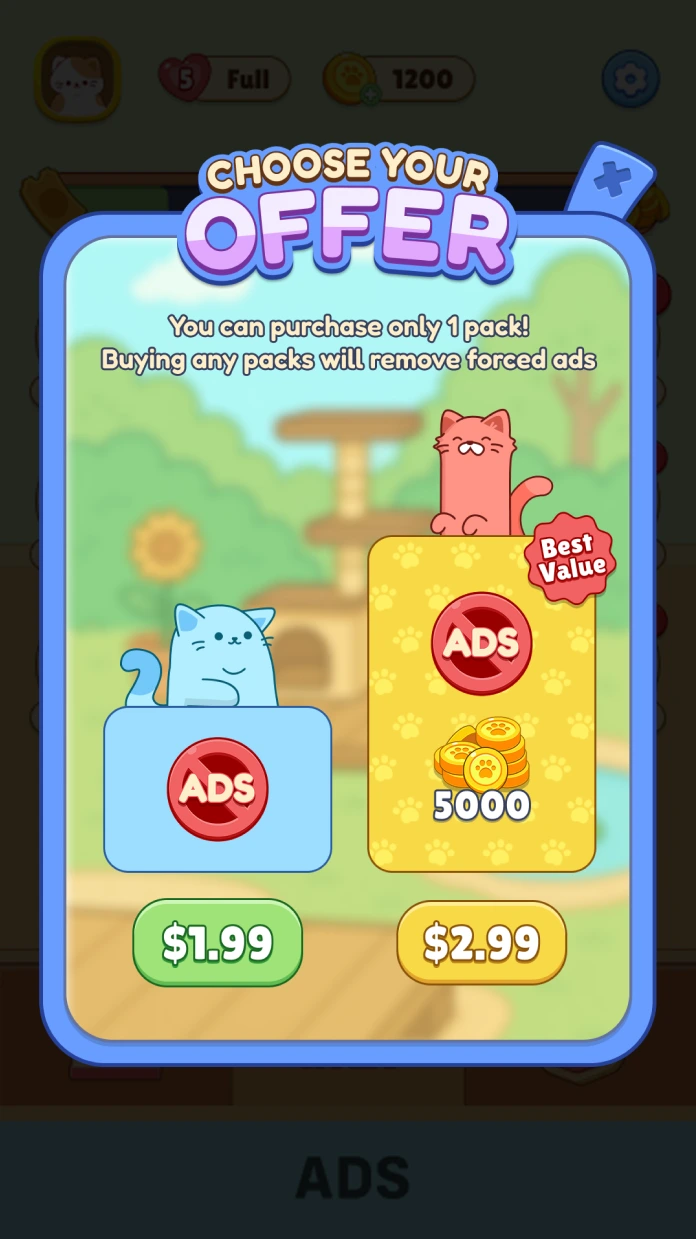 5 Full
1200
CHOOSE YOUR
OFFER
You can purchase only 1 pack!
Buying any packs will remove forced ads
Best
Value
ADS
5000
ADS
$1.99
$2.99
ADS